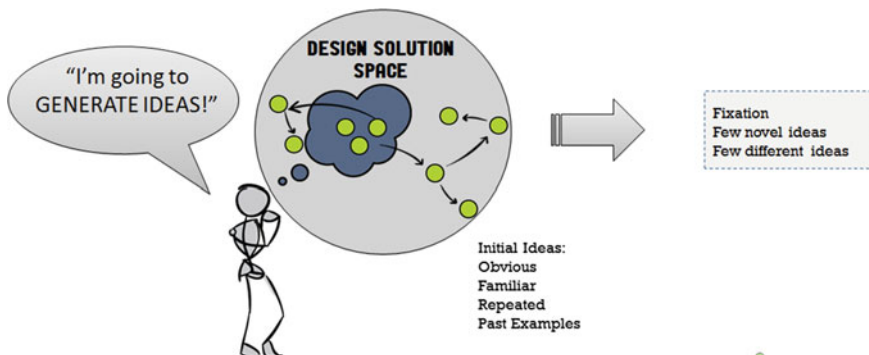 "I'm going to
GENERATE IDEAS!"
DESIGN SOLUTION
SPACE
Fixation
Few novel ideas
Few different ideas
Initial Ideas:
Obvious
Familiar
Repeated
Past Examples